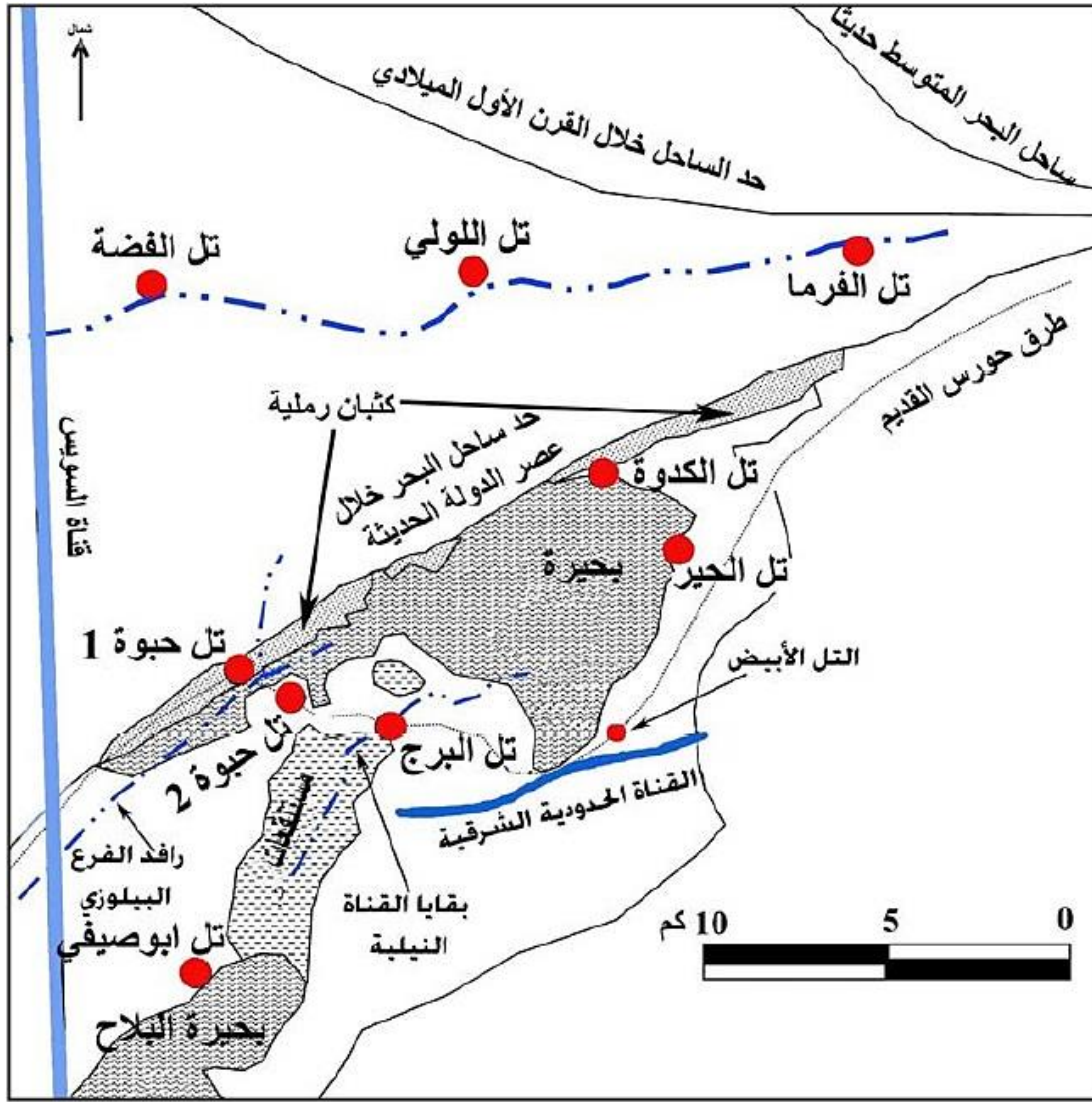 شمال
ساحل البحر المتوسط حديثا
حد الساحل خلال القرن الأول الميلادي
تل الفضة
تل اللولي
تل الفرما
طرق حورس القديم
كثبان رملية
قناة السويس
حد ساحل البحر خلال
عصر الدولة الحديثة
تل الكدوة
بحيرة
تل الحير
تل حبوة 1
التل الأبيض
تل حبوة 2
تل البرج
القناة الحدودية الشرقية
مستنقعات
رافد الفرع
البيلوزي
بقايا القناة
النيلية
تل ابوصيفي
بحيرة البلاح
0
5
10 كم